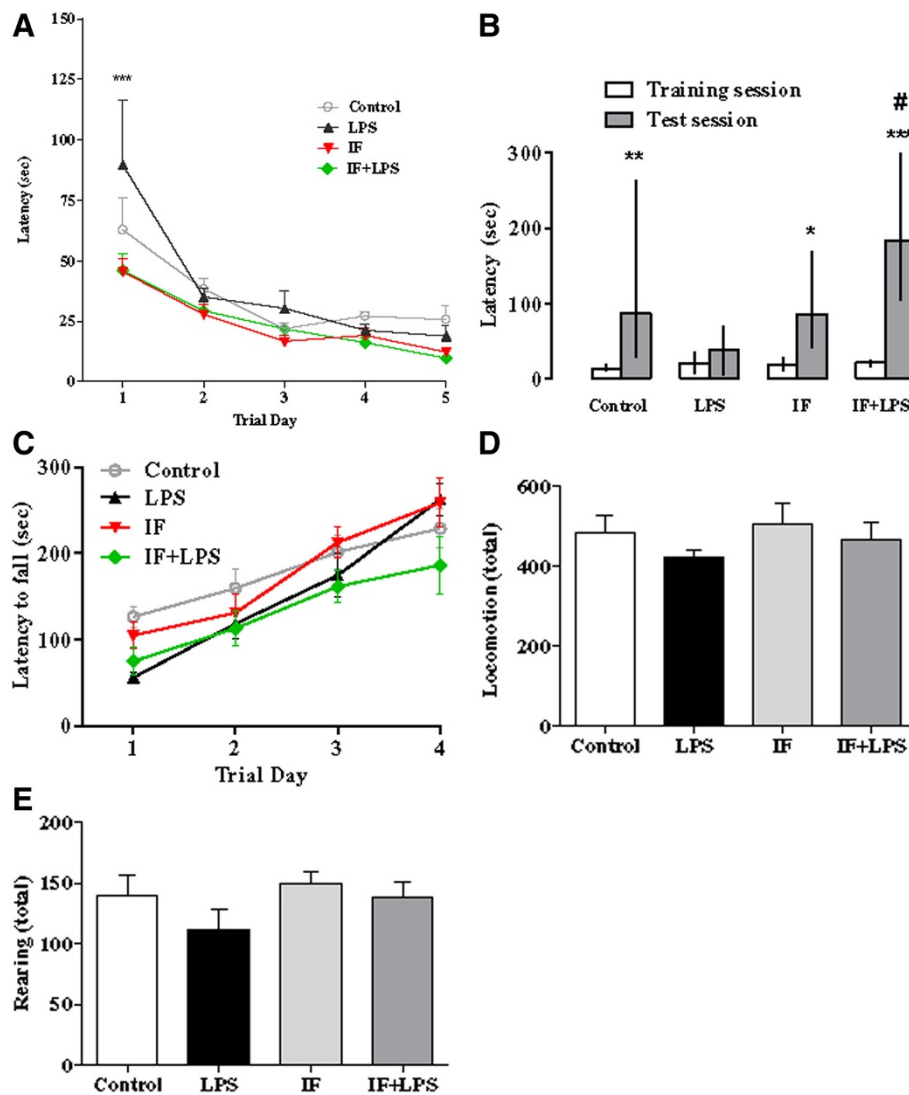 A
150
125
100
75
50
25
0
Latency (sec)
***
Control
LPS
IF
IF+LPS
1 2 3 4 5
Trial Day
B
Training session
Test session
#
300
200
100
0
Latency (sec)
**
*
***
Control LPS IF IF+LPS
C
300
200
100
0
Latency to fall (sec)
Control
LPS
IF
IF+LPS
1 2 3 4
Trial Day
D
600
400
200
0
Locomotion (total)
Control LPS IF IF+LPS
E
200
150
100
50
0
Rearing (total)
Control LPS IF IF+LPS